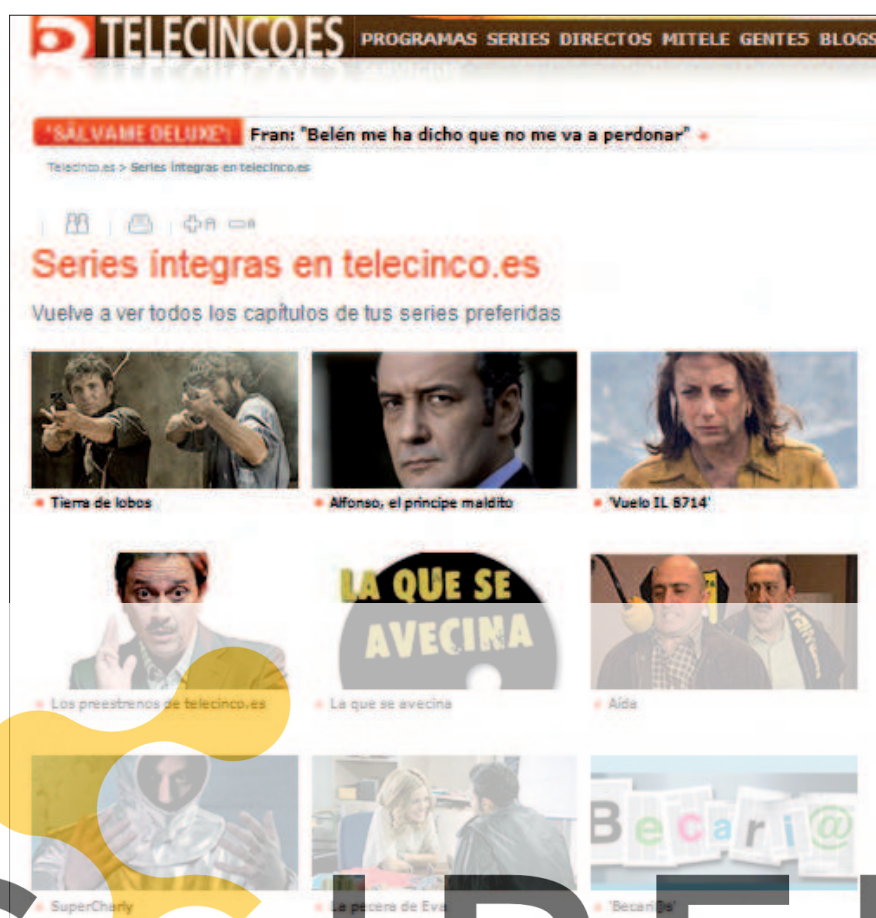 TELECINCO.ES PROGRAMAS SERIES DIRECTOS MITELE GENTE5 BLOGS
'SÁLVAME DELUXE': Fran: "Belén me ha dicho que no me va a perdonar"
Telecinco.es > Series íntegras en telecinco.es
Series íntegras en telecinco.es
Vuelve a ver todos los capítulos de tus series preferidas
Tierra de lobos
Alfonso, el príncipe maldito
'Vuelo IL 8714'
LA QUE SE
AVECINA
Los preestrenos de telecinco.es
La que se avecina
Aída
Becari@
SuperCharly
La pecera de Eva
'Becari@s'